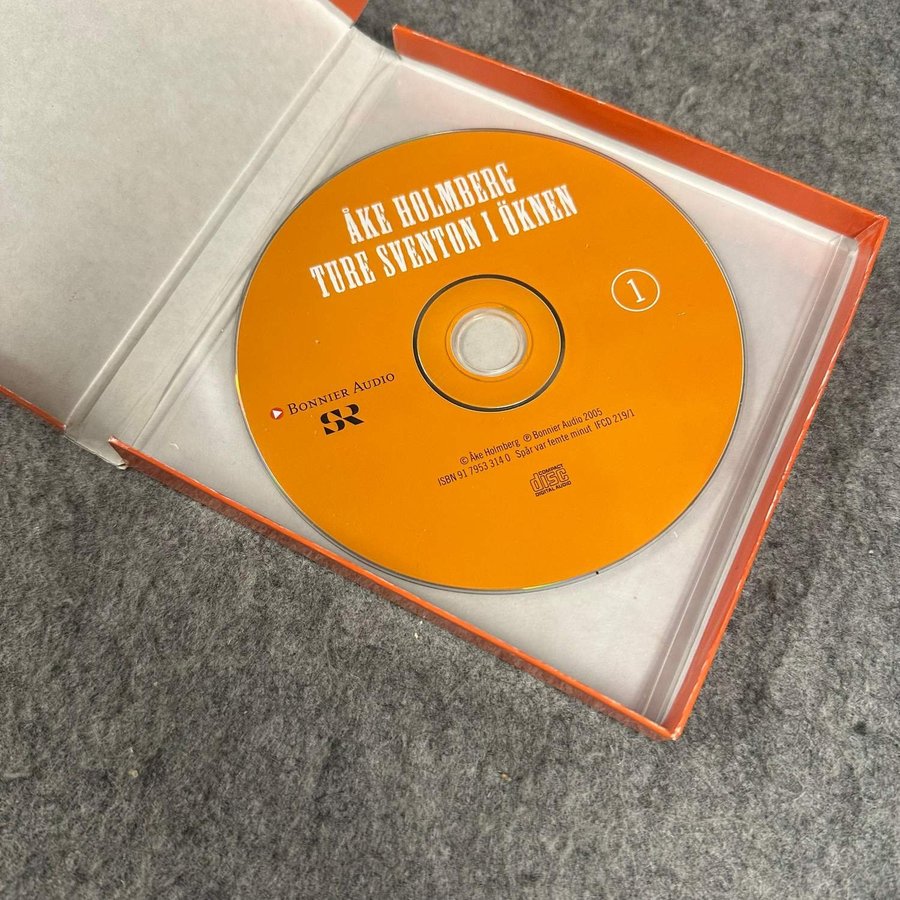 ÅKE HOLMBERG
TURE SVENTON I ÖKNEN
1
BONNIER AUDIO
SR
© Åke Holmberg ℗ Bonnier Audio 2005
ISBN 91 7953 314 0 Spår var femte minut IFCD 219/1
COMPACT
disc
DIGITAL AUDIO